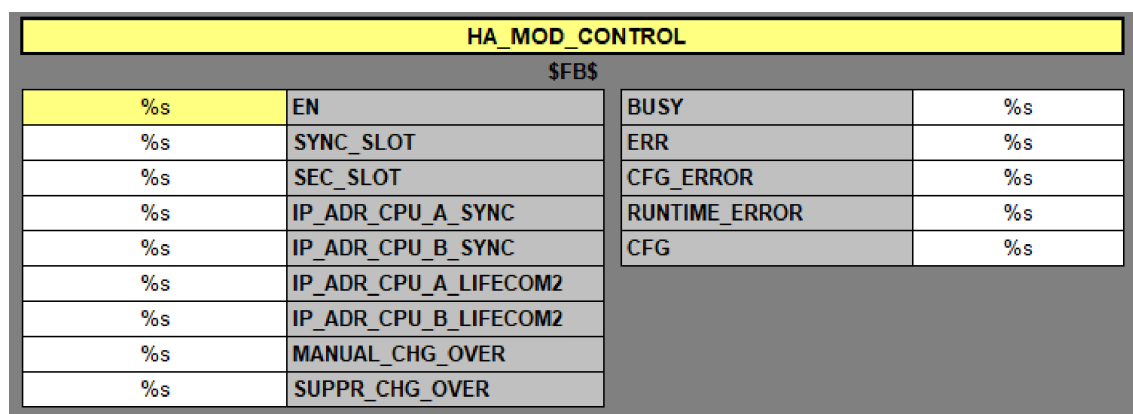 HA_MOD_CONTROL
$FB$
%s EN BUSY %s
%s SYNC_SLOT ERR %s
%s SEC_SLOT CFG_ERROR %s
%s IP_ADR_CPU_A_SYNC RUNTIME_ERROR %s
%s IP_ADR_CPU_B_SYNC CFG %s
%s IP_ADR_CPU_A_LIFECOM2
%s IP_ADR_CPU_B_LIFECOM2
%s MANUAL_CHG_OVER
%s SUPPR_CHG_OVER